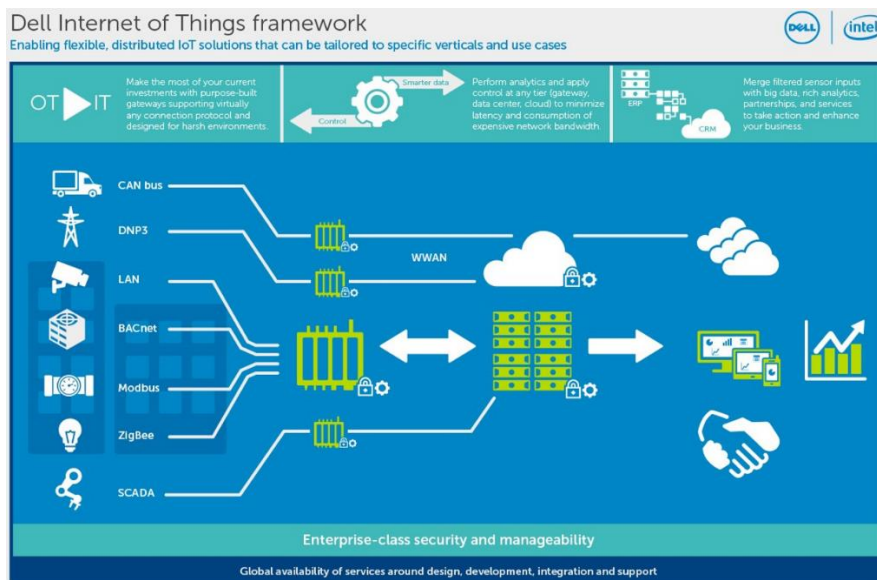 Dell Internet of Things framework
Enabling flexible, distributed IoT solutions that can be tailored to specific verticals and use cases
DELL
intel
OT IT
Make the most of your current
investments with purpose-built
gateways supporting virtually
any connection protocol and
designed for harsh environments.
Smarter data
Control
Perform analytics and apply
control at any tier (gateway,
data center, cloud) to minimize
latency and consumption of
expensive network bandwidth.
ERP
CRM
Merge filtered sensor inputs
with big data, rich analytics,
partnerships, and services
to take action and enhance
your business.
CAN bus
DNP3
WWAN
LAN
BACnet
Modbus
ZigBee
SCADA
Enterprise-class security and manageability
Global availability of services around design, development, integration and support